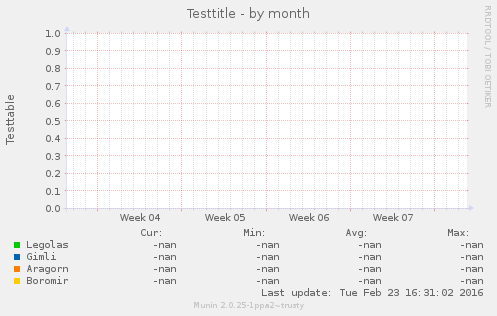 Testtitle - by month
RRDTOOL / TOBI OETIKER
Testtable
1.0
0.9
0.8
0.7
0.6
0.5
0.4
0.3
0.2
0.1
0.0
Week 04 Week 05 Week 06 Week 07
Cur: Min: Avg: Max:
Legolas -nan -nan -nan -nan
Gimli -nan -nan -nan -nan
Aragorn -nan -nan -nan -nan
Boromir -nan -nan -nan -nan
Last update: Tue Feb 23 16:31:02 2016
Munin 2.0.25-1ppa2~trusty